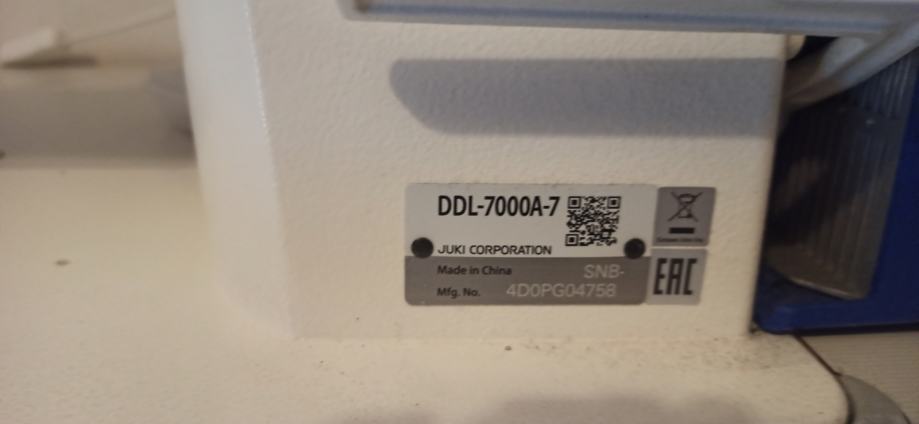 DDL-7000A-7
JUKI CORPORATION
Made in China
SNB-
Mfg. No. 4D0PG04758
EAC